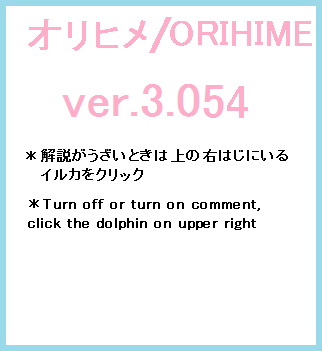 オリヒメ/ORIHIME
ver.3.054
＊解説がうざいときは上の右はじにいる
イルカをクリック
＊Turn off or turn on comment,
click the dolphin on upper right